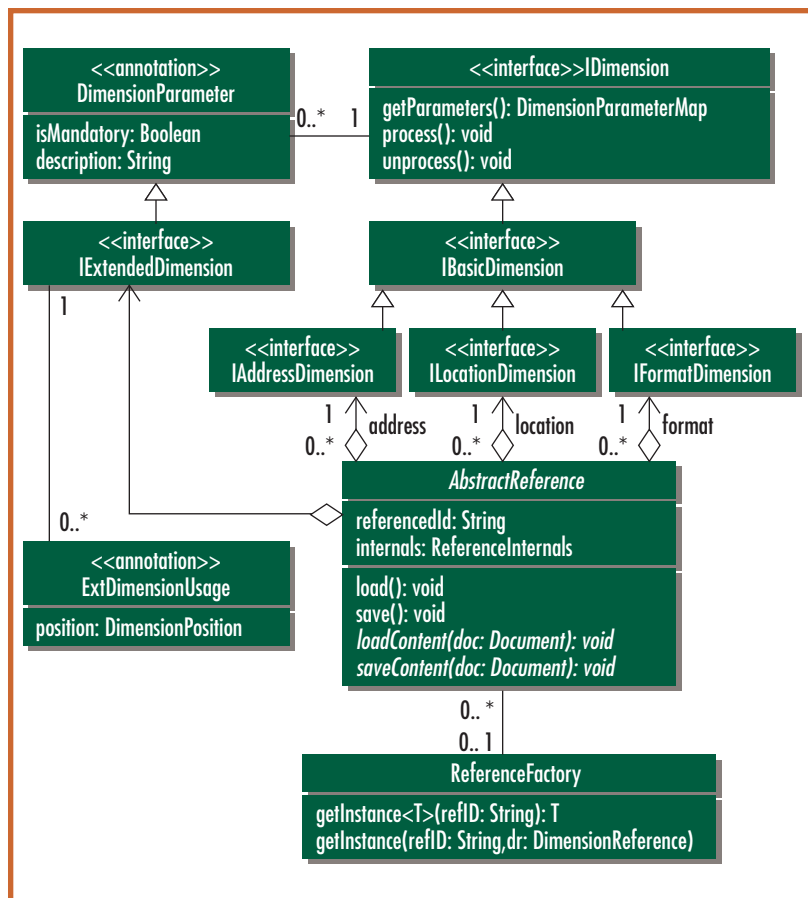 <<annotation>>
DimensionParameter
isMandatory: Boolean
description: String
0..* 1
<<interface>>IDimension
getParameters(): DimensionParameterMap
process(): void
unprocess(): void
<<interface>>
IExtendedDimension
<<interface>>
IBasicDimension
1
<<interface>>
IAddressDimension
<<interface>>
ILocationDimension
<<interface>>
IFormatDimension
1
0..*
address
1
0..*
location
1
0..*
format
0..*
<<annotation>>
ExtDimensionUsage
position: DimensionPosition
AbstractReference
referencedId: String
internals: ReferenceInternals
load(): void
save(): void
loadContent(doc: Document): void
saveContent(doc: Document): void
0.. *
0.. 1
ReferenceFactory
getInstance<T>(refID: String): T
getInstance(refID: String,dr: DimensionReference)